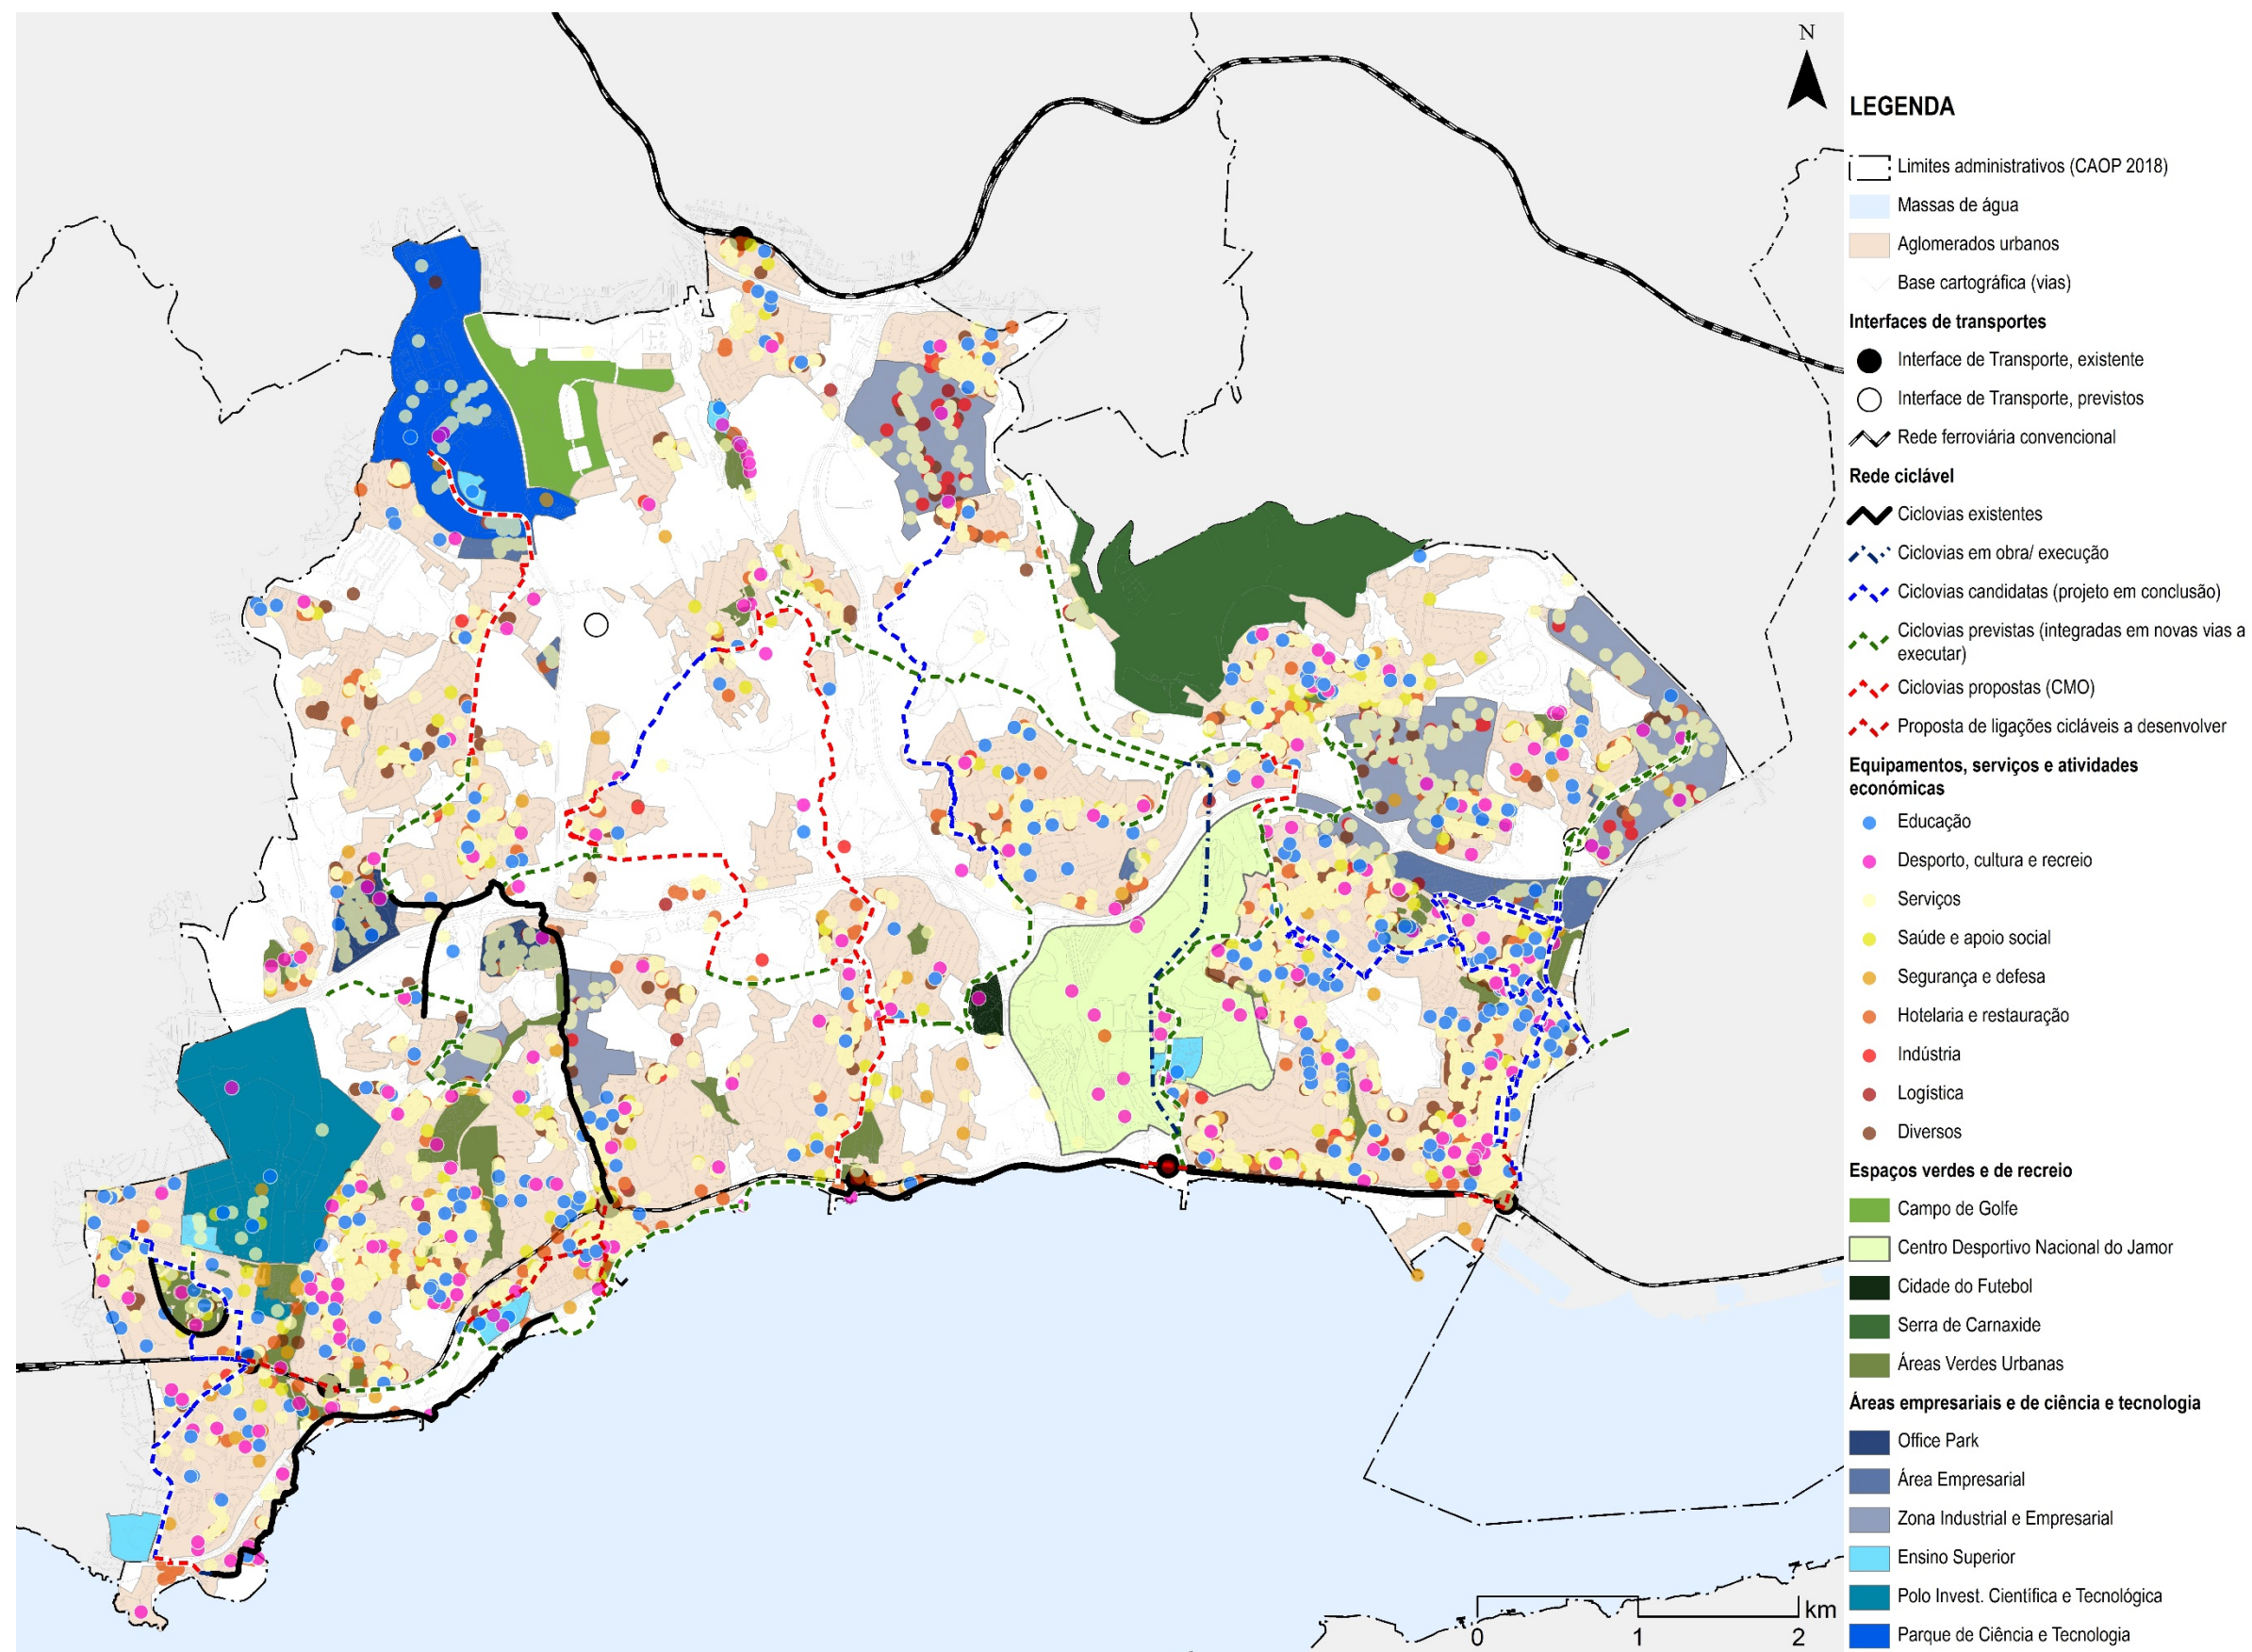 N
LEGENDA
Limites administrativos (CAOP 2018)
Massas de água
Aglomerados urbanos
Base cartográfica (vias)
Interfaces de transportes
Interface de Transporte, existente
Interface de Transporte, previstos
Rede ferroviária convencional
Rede ciclável
Ciclovias existentes
Ciclovias em obra/ execução
Ciclovias candidatas (projeto em conclusão)
Ciclovias previstas (integradas em novas vias a
executar)
Ciclovias propostas (CMO)
Proposta de ligações cicláveis a desenvolver
Equipamentos, serviços e atividades
económicas
Educação
Desporto, cultura e recreio
Serviços
Saúde e apoio social
Segurança e defesa
Hotelaria e restauração
Indústria
Logística
Diversos
Espaços verdes e de recreio
Campo de Golfe
Centro Desportivo Nacional do Jamor
Cidade do Futebol
Serra de Carnaxide
Áreas Verdes Urbanas
Áreas empresariais e de ciência e tecnologia
Office Park
Área Empresarial
Zona Industrial e Empresarial
Ensino Superior
Polo Invest. Científica e Tecnológica
Parque de Ciência e Tecnologia
km
0 1 2